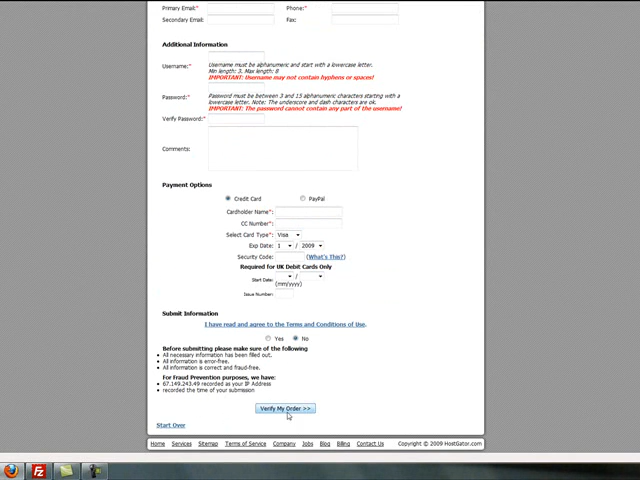 Primary Email:* Phone:*
Secondary Email: Fax:
Additional Information
Username:*
Username must be alphanumeric and start with a lowercase letter.
Min length: 3. Max length: 8
IMPORTANT: Username may not contain hyphens or spaces!
Password:*
Password must be between 3 and 15 alphanumeric characters starting with a
lowercase letter. Note: The underscore and dash characters are ok.
IMPORTANT: The password cannot contain any part of the username!
Verify Password:*
Comments:
Payment Options
Credit Card PayPal
Cardholder Name*:
CC Number*:
Select Card Type*: Visa
Exp Date: 1 / 2009
Security Code: (What's This?)
Required for UK Debit Cards Only
Start Date: /
(mm/yyyy)
Issue Number:
Submit Information
I have read and agree to the Terms and Conditions of Use.
Yes No
Before submitting please make sure of the following
• All necessary information has been filled out.
• All information is error-free.
• All information is correct and fraud-free.
For Fraud Prevention purposes, we have:
• 67.149.243.49 recorded as your IP Address
• recorded the time of your submission
Verify My Order >>
Start Over
Home Services Sitemap Terms of Service Company Jobs Blog Billing Contact Us Copyright © 2009 HostGator.com
FZ